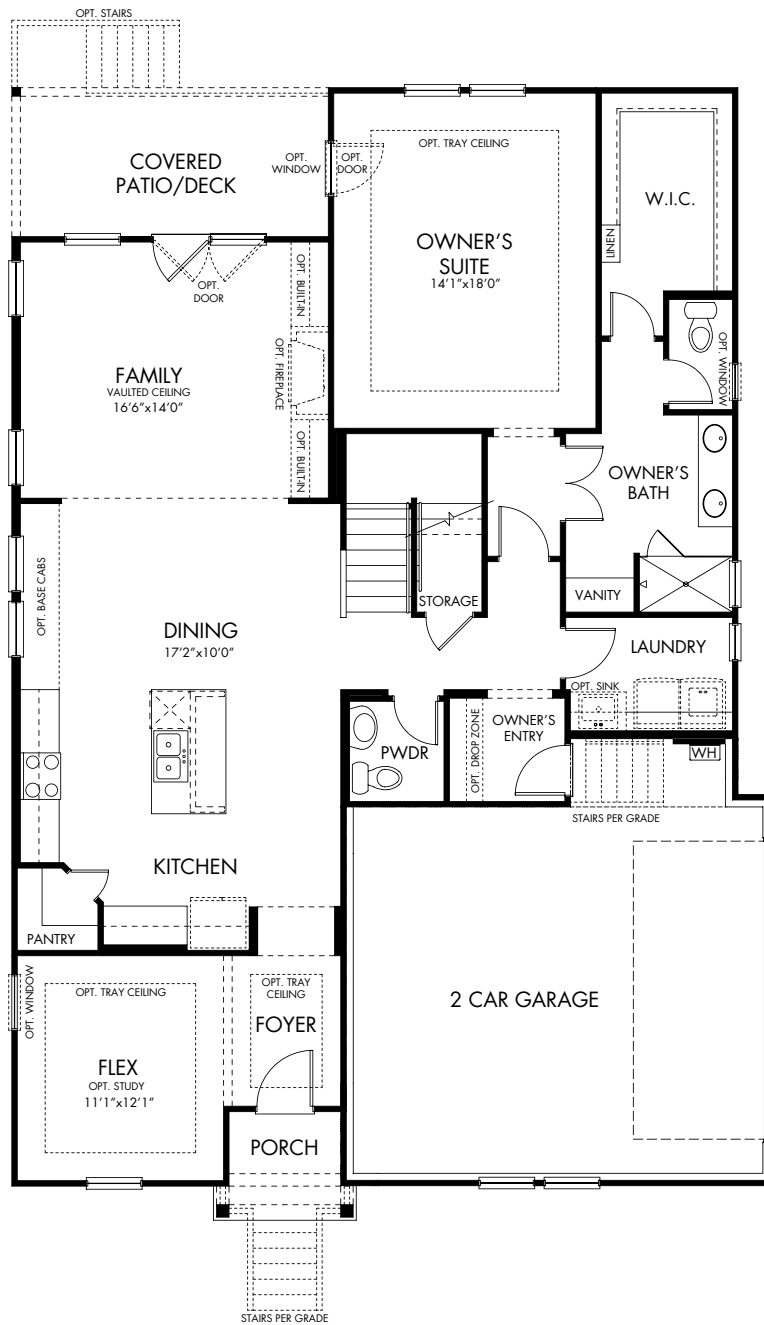 OPT. STAIRS
COVERED
PATIO/DECK
OPT.
WINDOW
OPT.
DOOR
OPT. TRAY CEILING
OWNER'S
SUITE
14'1"x18'0"
W.I.C.
LINEN
OPT.
DOOR
OPT. BUILT-IN
OPT. FIREPLACE
OPT. BUILT-IN
FAMILY
VAULTED CEILING
16'6"x14'0"
OPT. WINDOW
OWNER'S
BATH
VANITY
STORAGE
OPT. BASE CABS
DINING
17'2"x10'0"
LAUNDRY
OPT. SINK
OWNER'S
ENTRY
OPT. DROP ZONE
PWDR
WH
STAIRS PER GRADE
KITCHEN
PANTRY
OPT. WINDOW
OPT. TRAY CEILING
OPT. TRAY
CEILING
FOYER
2 CAR GARAGE
FLEX
OPT. STUDY
11'1"x12'1"
PORCH
STAIRS PER GRADE